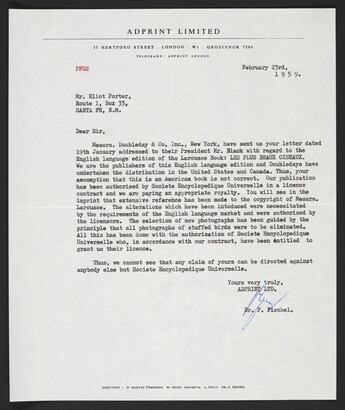 ADPRINT LIMITED
57 HERTFORD STREET · LONDON · W1 · GROSVENOR 7386
TELEGRAMS: ADPRINT LONDON
PFGS
February 23rd,
1959.
Mr. Eliot Porter,
Route 1, Box 33,
SANTA FE, N.M.
Dear Sir,
Messrs. Doubleday & Co. Inc., New York, have sent us your letter dated
19th January addressed to their President Mr. Black with regard to the
English language edition of the Larousse Book: LES PLUS BEAUX OISEAUX.
We are the publishers of this English edition and Doubledays have
undertaken the distribution in the United States and Canada. Thus, your
assumption that this is an American book is not correct. Our publication
has been authorised by Societe Encyclopedique Universelle in a licence
contract and we are paying an appropriate royalty. You will see in the
imprint that extensive reference has been made to the copyright of Messrs.
Larousse. The alterations which have been introduced were necessitated
by the requirements of the English language market and were authorised by
the licensors. The selection of new photographs has been guided by the
principle that all photographs of stuffed birds were to be eliminated.
All this has been done with the authorisation of Societe Encyclopedique
Universelle who, in accordance with our contract, have been entitled to
grant us their licence.
Thus, we cannot see that any claim of yours can be directed against
anybody else but Societe Encyclopedique Universelle.
Yours very truly,
ADPRINT LTD.
Dr. F. Fischel.
DIRECTORS: